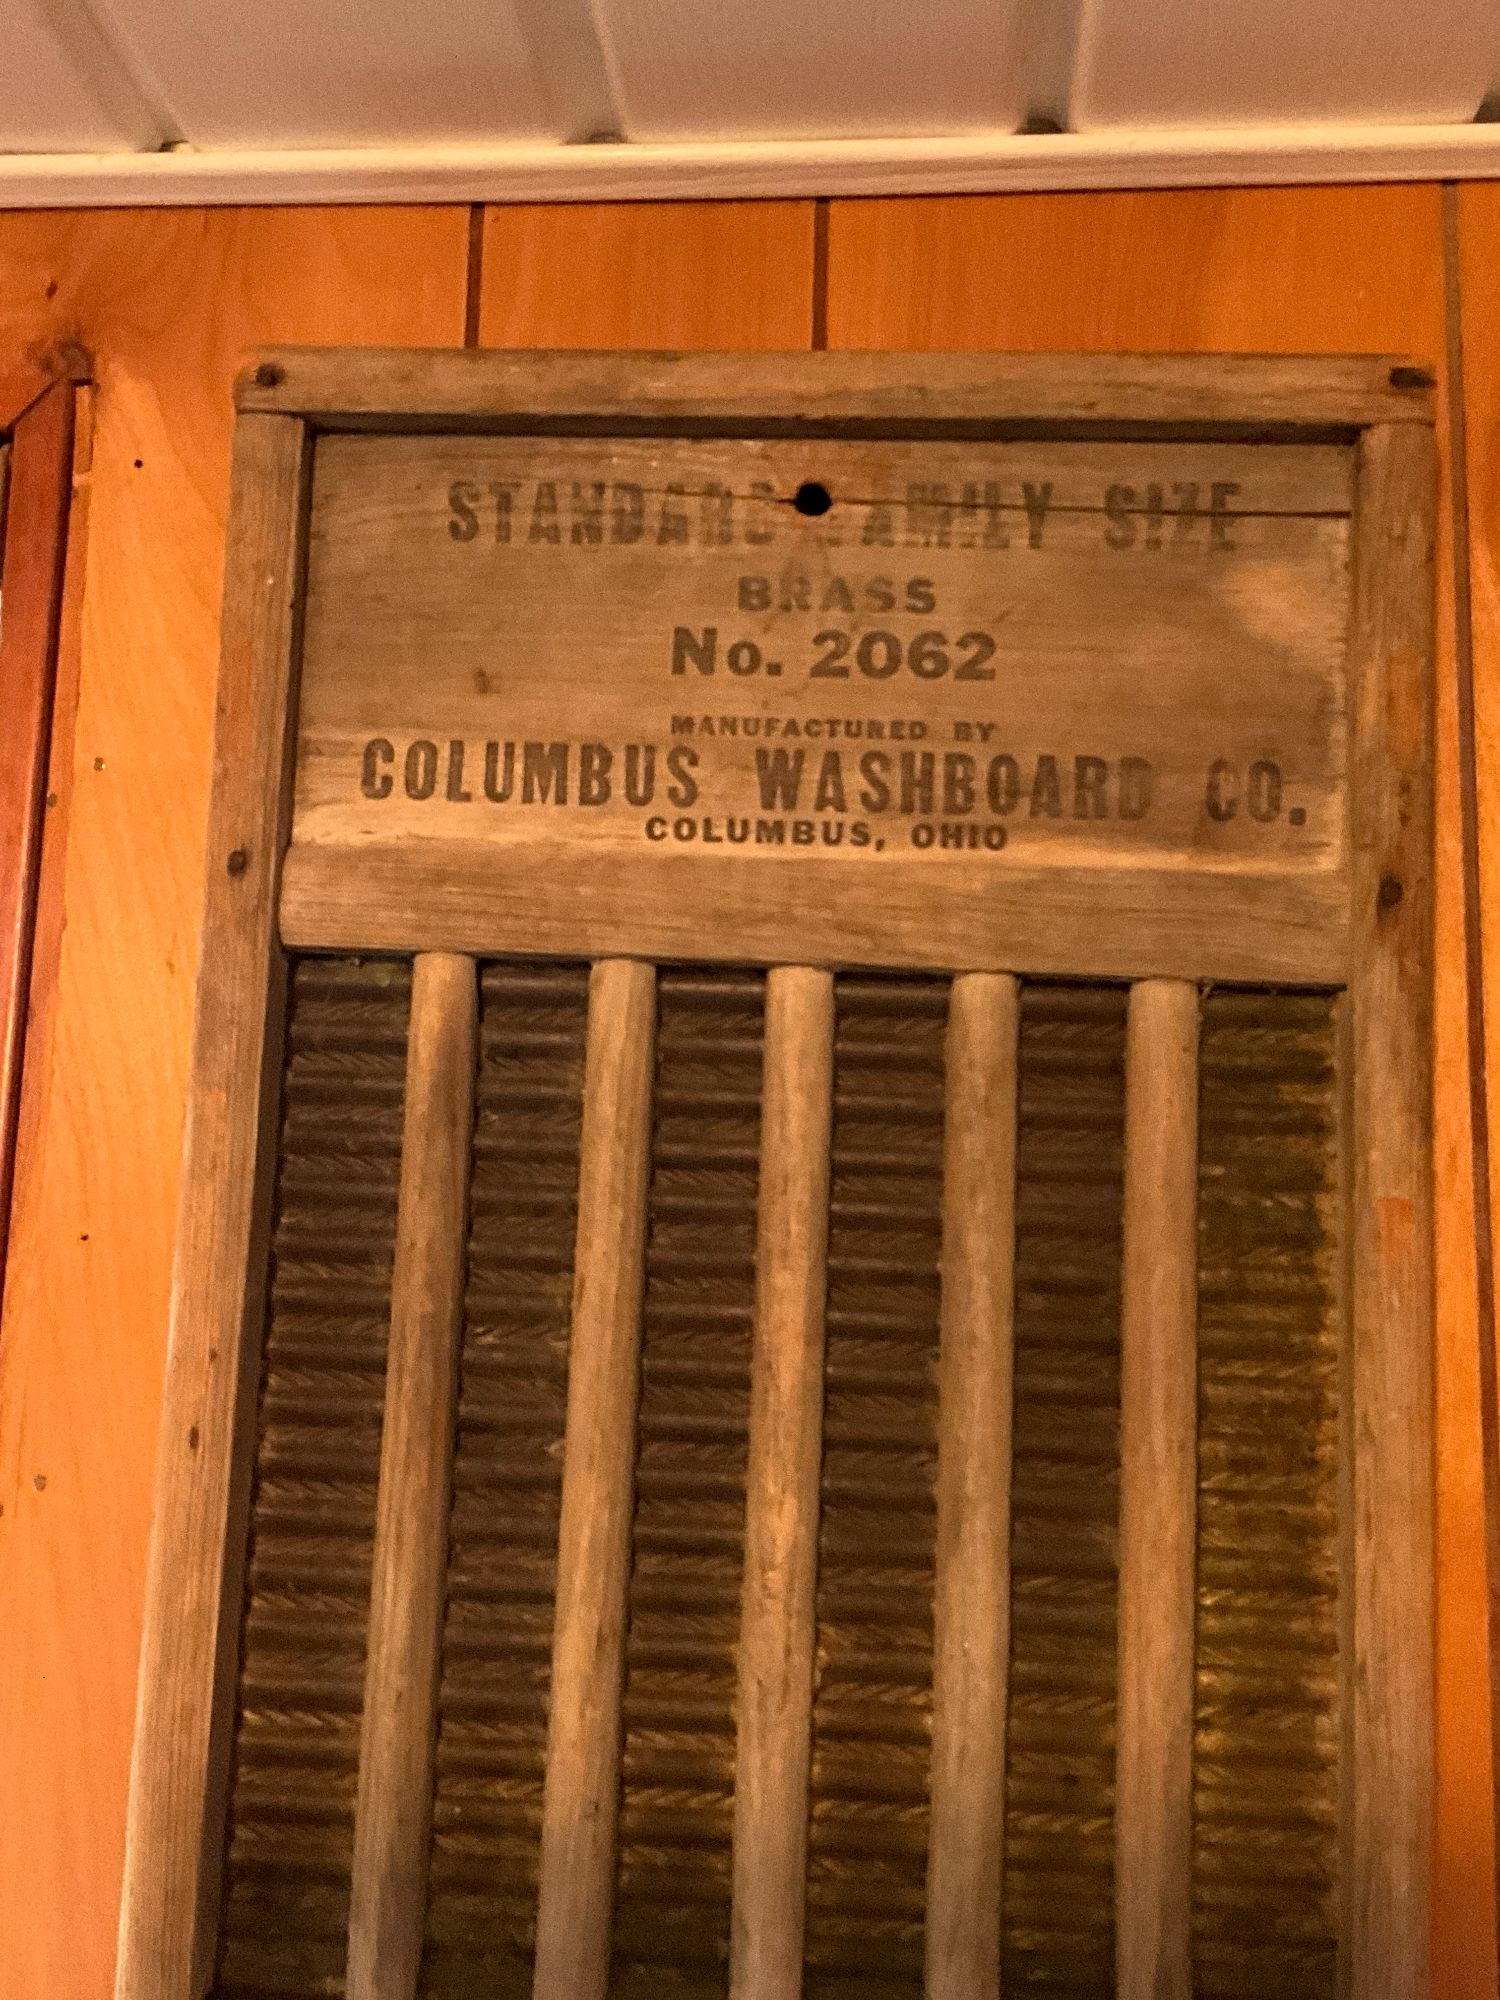 STANDARD FAMILY SIZE
BRASS
No. 2062
MANUFACTURED BY
COLUMBUS WASHBOARD CO.
COLUMBUS, OHIO